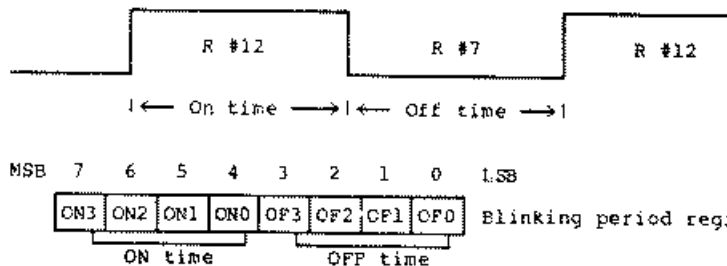 R #12 R #7 R #12
On time Off time
MSB 7 6 5 4 3 2 1 0 LSB
ON3 ON2 ON1 ON0 OF3 OF2 OF1 OF0 Blinking period reg
ON time OFF time